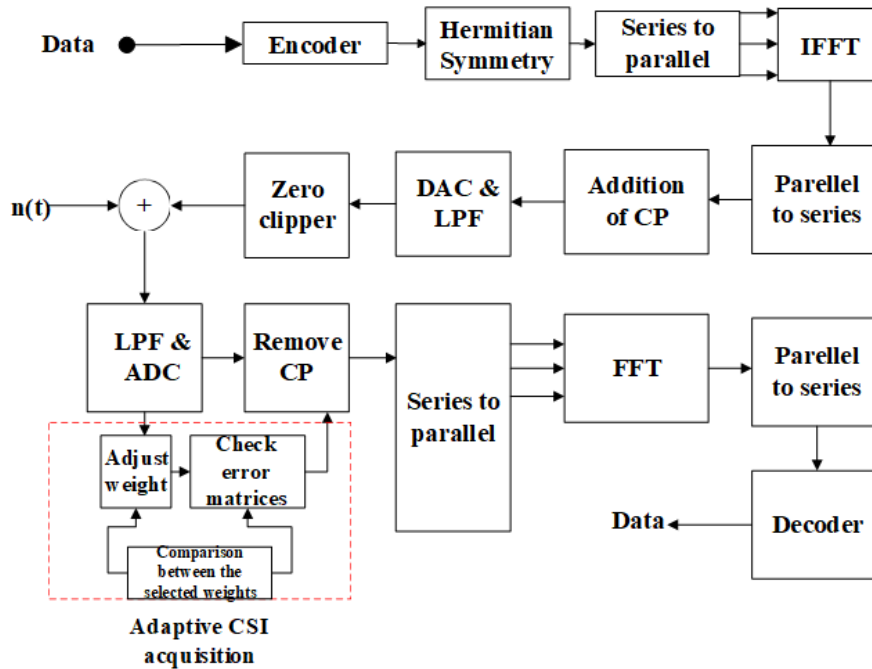 Data
Encoder
Hermitian
Symmetry
Series to
parallel
IFFT
n(t)
+
Zero
clipper
DAC &
LPF
Addition
of CP
Parellel
to series
LPF &
ADC
Remove
CP
Series to
parallel
FFT
Parellel
to series
Adjust
weight
Check
error
matrices
Comparison
between the
selected weights
Data
Decoder
Adaptive CSI
acquisition